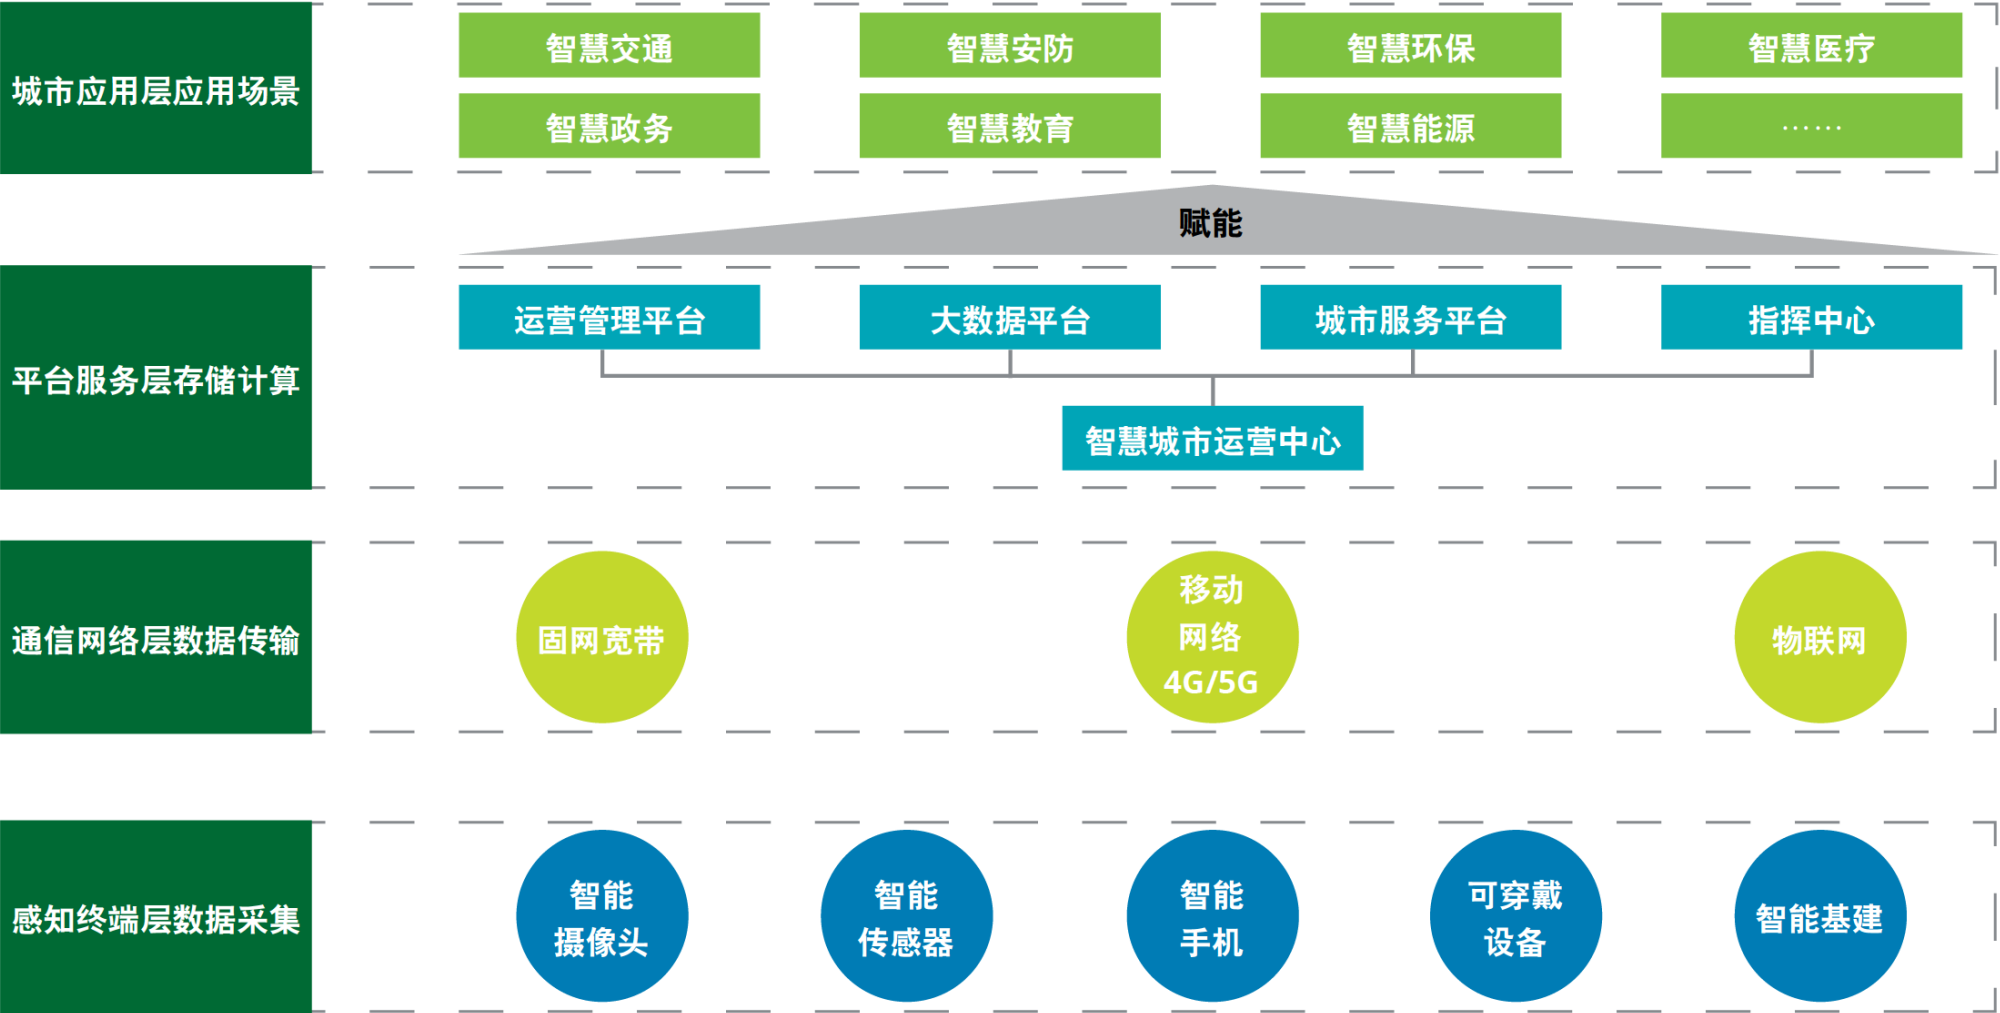 城市应用层应用场景
智慧交通
智慧安防
智慧环保
智慧医疗
智慧政务
智慧教育
智慧能源
……
赋能
平台服务层存储计算
运营管理平台
大数据平台
城市服务平台
指挥中心
智慧城市运营中心
通信网络层数据传输
固网宽带
移动
网络
4G/5G
物联网
感知终端层数据采集
智能
摄像头
智能
传感器
智能
手机
可穿戴
设备
智能基建